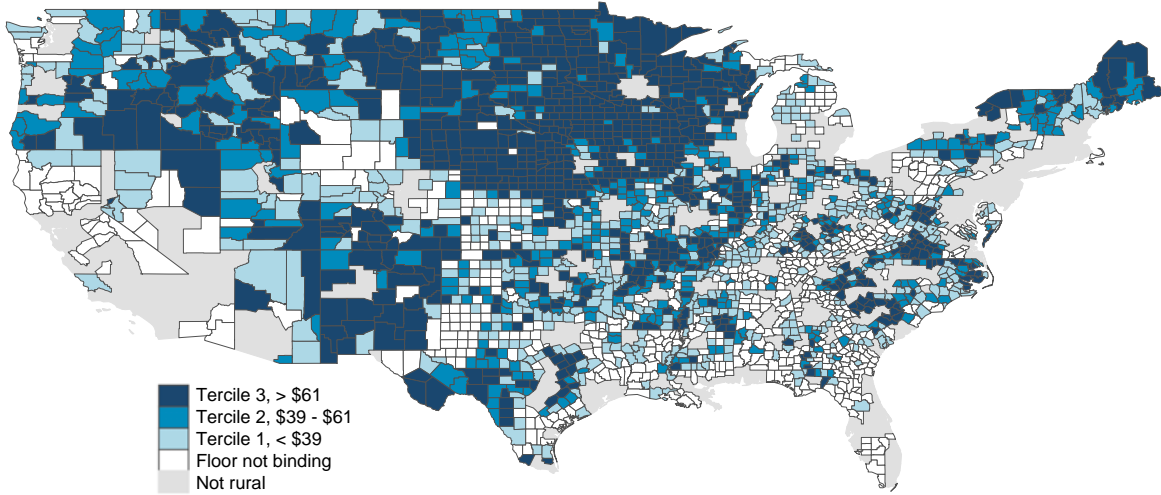 Tercile 3, > $61
Tercile 2, $39 - $61
Tercile 1, < $39
Floor not binding
Not rural